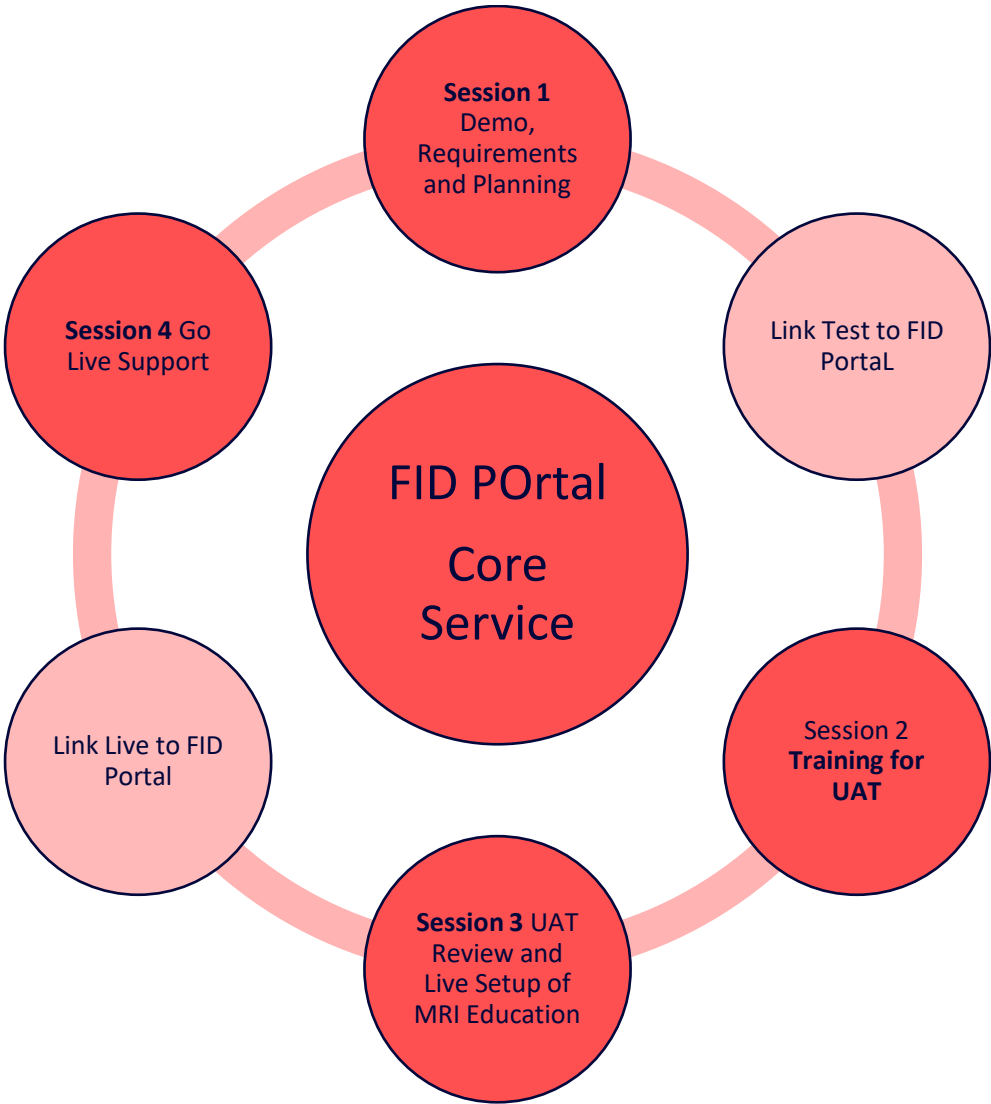 Session 1
Demo,
Requirements
and Planning
Link Test to FID
PortaL
Session 2
Training for
UAT
Session 3 UAT
Review and
Live Setup of
MRI Education
Link Live to FID
Portal
Session 4 Go
Live Support
FID POrtal
Core
Service